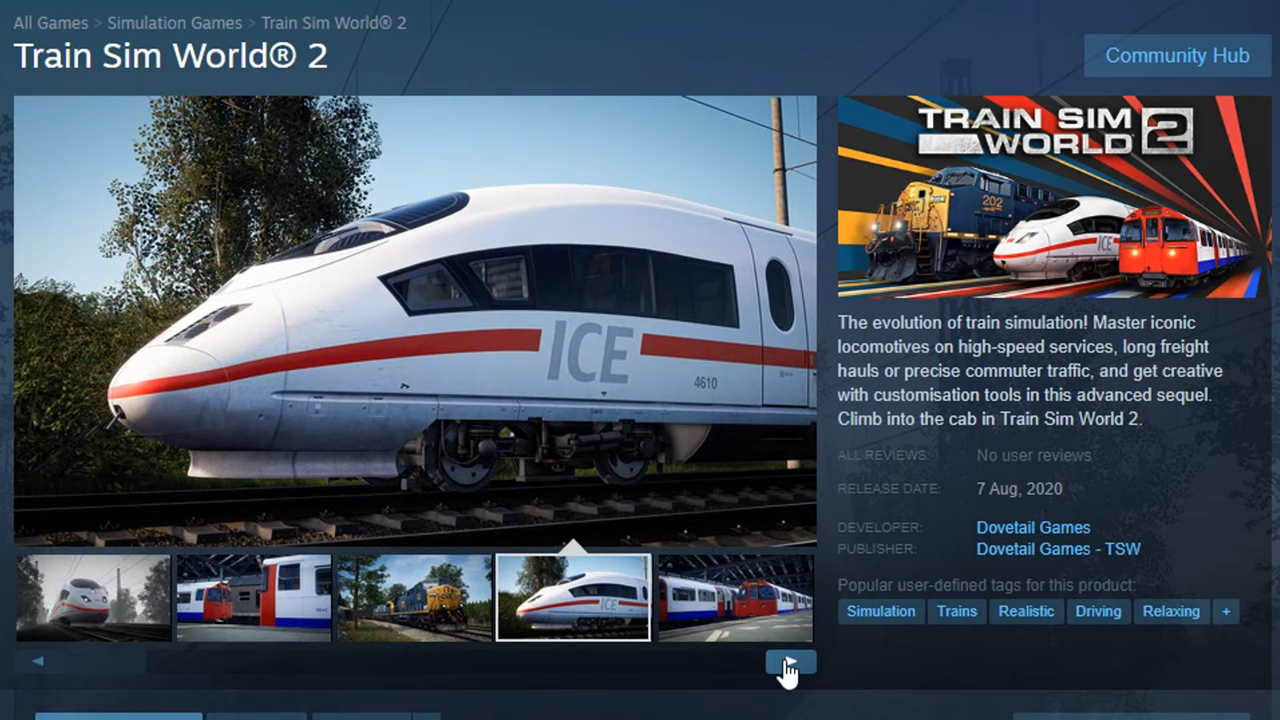 All Games > Simulation Games > Train Sim World® 2
Train Sim World® 2
Community Hub
ICE
4610
TRAIN SIM
WORLD 2
202
ICE
The evolution of train simulation! Master iconic
locomotives on high-speed services, long freight
hauls or precise commuter traffic, and get creative
with customisation tools in this advanced sequel.
Climb into the cab in Train Sim World 2.
ALL REVIEWS: No user reviews
RELEASE DATE: 7 Aug, 2020
DEVELOPER: Dovetail Games
PUBLISHER: Dovetail Games - TSW
Popular user-defined tags for this product:
Simulation Trains Realistic Driving Relaxing +
ICE